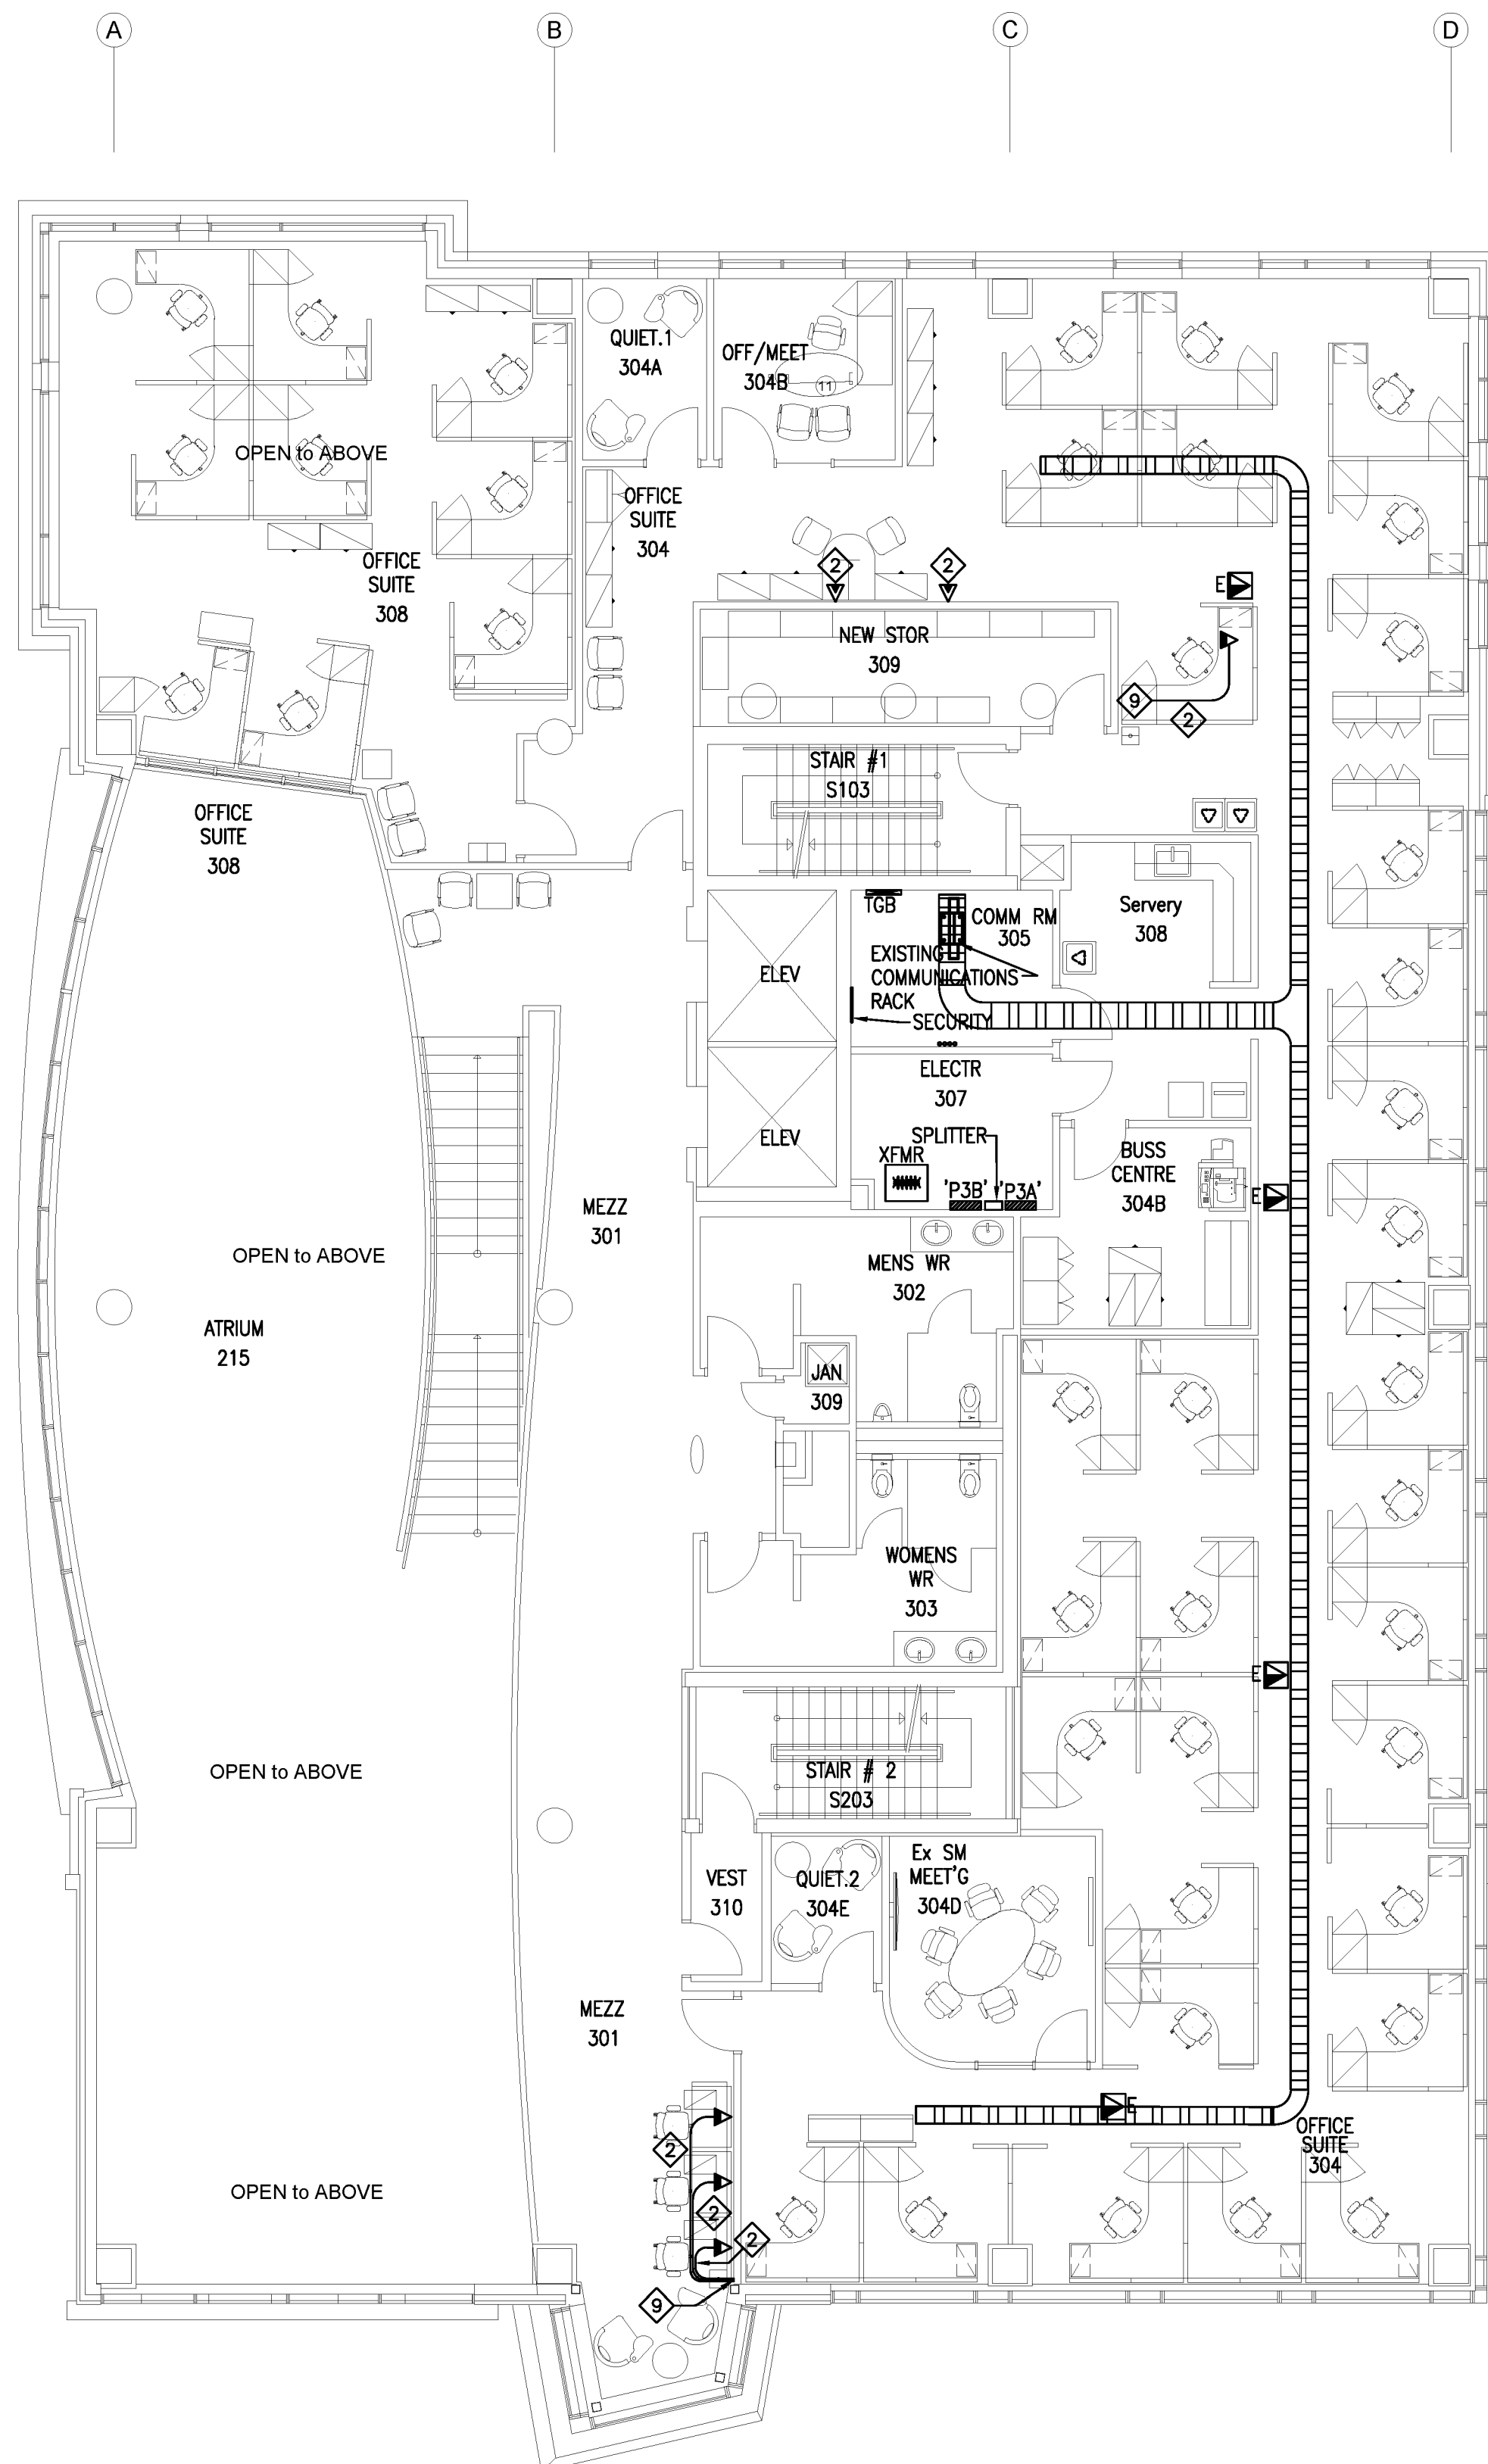 A
B
C
D
QUIET.1
304A
OFF/MEET
304B
11
OPEN to ABOVE
OFFICE
SUITE
304
OFFICE
SUITE
308
2
2
E
NEW STOR
309
9
2
STAIR #1
S103
OFFICE
SUITE
308
TGB
COMM RM
305
Servery
308
EXISTING
COMMUNICATIONS
RACK
ELEV
SECURITY
ELECTR
307
SPLITTER
XFMR
ELEV
'P3B'
'P3A'
BUSS
CENTRE
304B
E
MEZZ
301
OPEN to ABOVE
MENS WR
302
ATRIUM
215
JAN
309
WOMENS
WR
303
E
OPEN to ABOVE
STAIR # 2
S203
VEST
310
QUIET.2
304E
Ex SM
MEET'G
304D
MEZZ
301
E
OFFICE
SUITE
304
2
OPEN to ABOVE
2
2
9